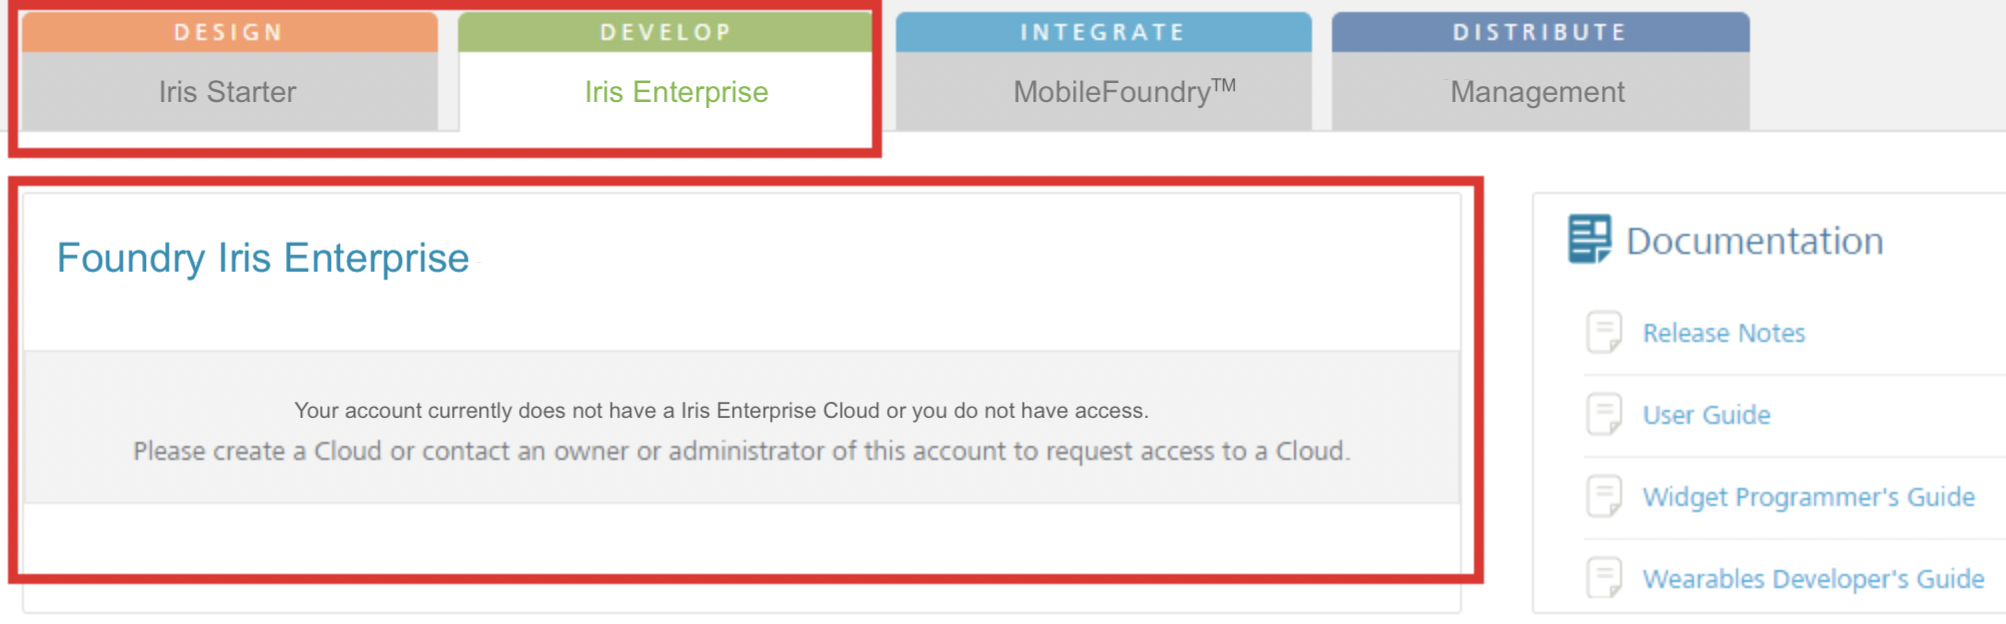 DESIGN
Iris Starter
DEVELOP
Iris Enterprise
INTEGRATE
MobileFoundry™
DISTRIBUTE
Management
Foundry Iris Enterprise
Your account currently does not have a Iris Enterprise Cloud or you do not have access.
Please create a Cloud or contact an owner or administrator of this account to request access to a Cloud.
Documentation
Release Notes
User Guide
Widget Programmer's Guide
Wearables Developer's Guide